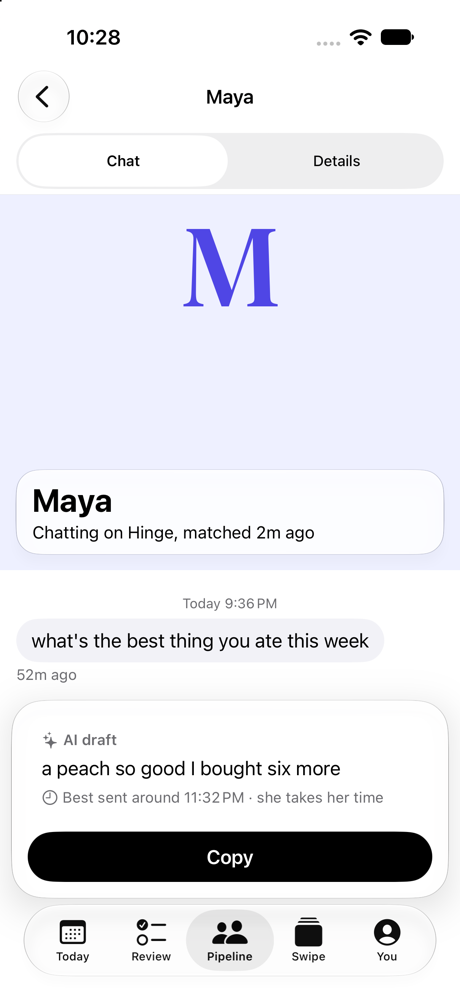 10:28
Maya
Chat
Details
M
Maya
Chatting on Hinge, matched 2m ago
Today 9:36 PM
what's the best thing you ate this week
52m ago
AI draft
a peach so good I bought six more
Best sent around 11:32 PM · she takes her time
Copy
Today
Review
Pipeline
Swipe
You